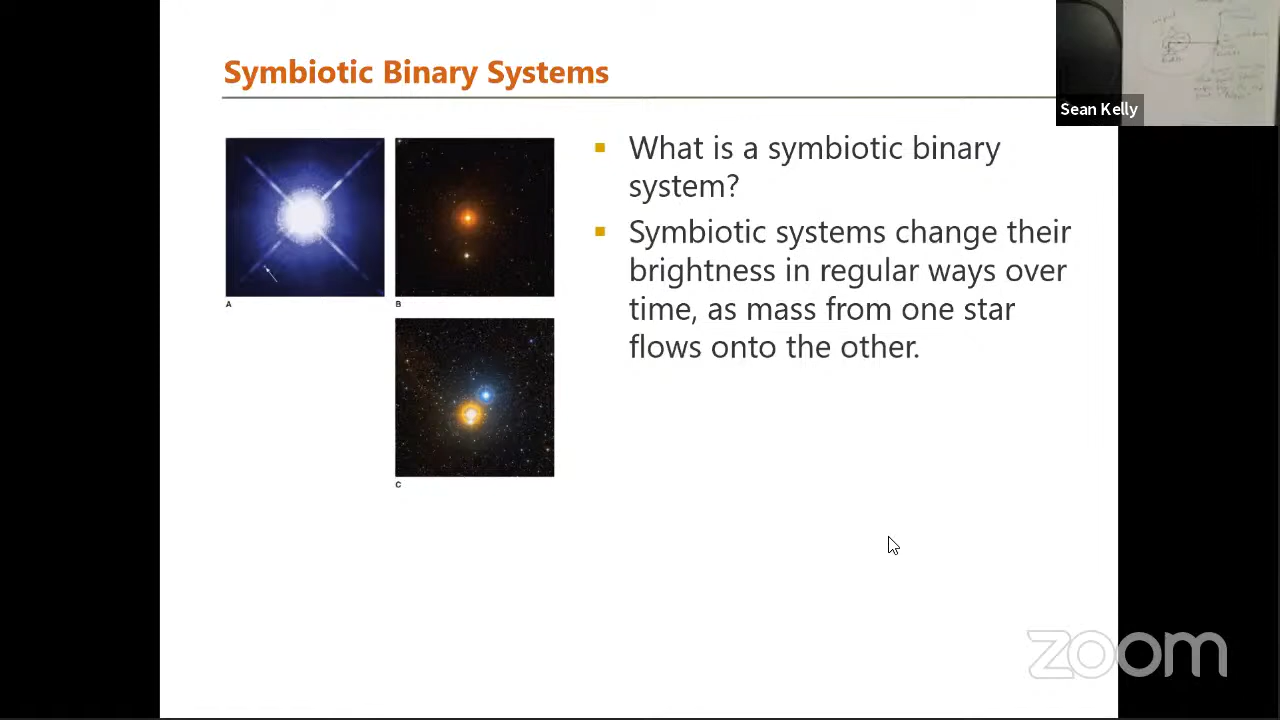 Symbiotic Binary Systems
Sean Kelly
What is a symbiotic binary
system?
Symbiotic systems change their
brightness in regular ways over
time, as mass from one star
flows onto the other.
A
B
C
zoom